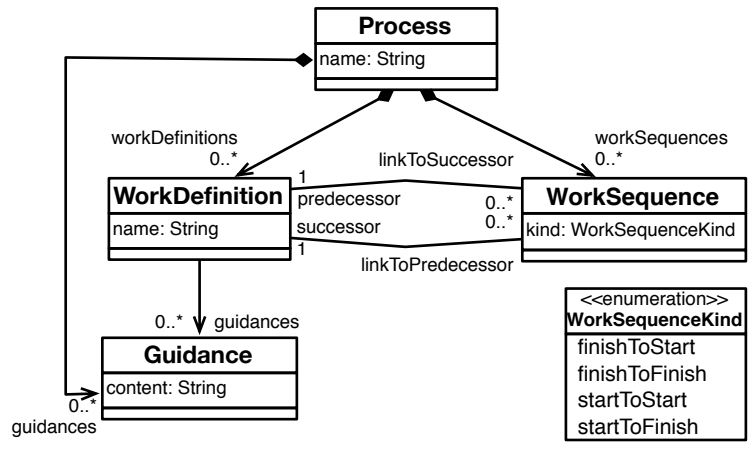 Process
name: String
workDefinitions
0..*
workSequences
0..*
linkToSuccessor
WorkDefinition
name: String
1
predecessor
successor
1
0..*
0..*
WorkSequence
kind: WorkSequenceKind
linkToPredecessor
0..*
guidances
<<enumeration>>
WorkSequenceKind
finishToStart
finishToFinish
startToStart
startToFinish
Guidance
content: String
0..*
guidances